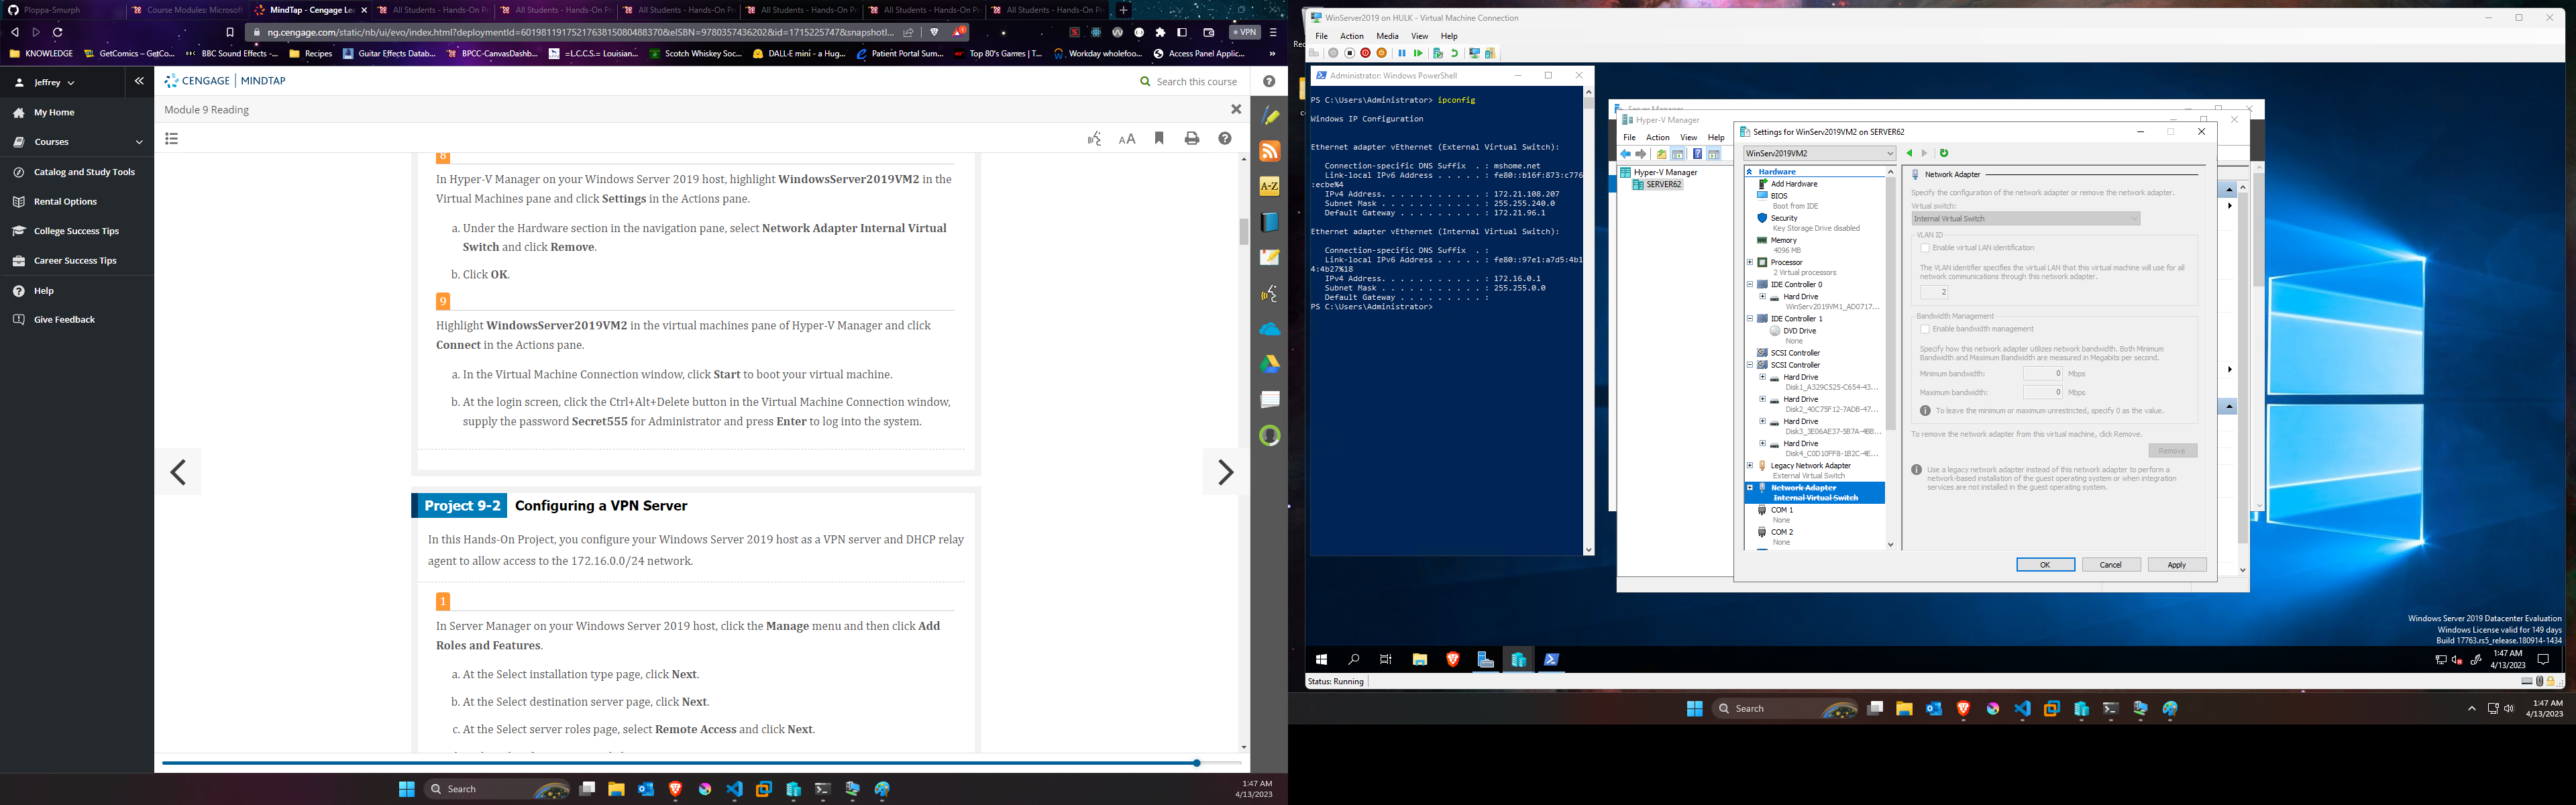 Ploppa-Smurph
Course Modules: Microsoft
MindTap - Cengage Lea
All Students - Hands-On Pr
All Students - Hands-On Pr
All Students - Hands-On Pr
All Students - Hands-On Pr
All Students - Hands-On Pr
All Students - Hands-On Pr
VPN
KNOWLEDGE
GetComics – GetCo...
BBC Sound Effects -...
Recipes
Guitar Effects Datab...
BPCC-CanvasDashb...
=L.C.C.S.= Louisian...
Scotch Whiskey Soc...
DALL·E mini - a Hug...
Patient Portal Sum...
Top 80's Games | T...
Workday wholefoo...
Access Panel Applic...
Jeffrey
CENGAGE | MINDTAP
Search this course
My Home
Courses
Catalog and Study Tools
Rental Options
College Success Tips
Career Success Tips
Help
Give Feedback
Module 9 Reading
AA
A-Z
8
In Hyper-V Manager on your Windows Server 2019 host, highlight WindowsServer2019VM2 in the
Virtual Machines pane and click Settings in the Actions pane.
a. Under the Hardware section in the navigation pane, select Network Adapter Internal Virtual
Switch and click Remove.
b. Click OK.
9
Highlight WindowsServer2019VM2 in the virtual machines pane of Hyper-V Manager and click
Connect in the Actions pane.
a. In the Virtual Machine Connection window, click Start to boot your virtual machine.
b. At the login screen, click the Ctrl+Alt+Delete button in the Virtual Machine Connection window,
supply the password Secret555 for Administrator and press Enter to log into the system.
Project 9-2 Configuring a VPN Server
In this Hands-On Project, you configure your Windows Server 2019 host as a VPN server and DHCP relay
agent to allow access to the 172.16.0.0/24 network.
1
In Server Manager on your Windows Server 2019 host, click the Manage menu and then click Add
Roles and Features.
a. At the Select installation type page, click Next.
b. At the Select destination server page, click Next.
c. At the Select server roles page, select Remote Access and click Next.
Search
1:47 AM
4/13/2023
WinServer2019 on HULK - Virtual Machine Connection
File Action Media View Help
Administrator: Windows PowerShell
PS C:\Users\Administrator> ipconfig
Windows IP Configuration
Ethernet adapter vEthernet (External Virtual Switch):
Connection-specific DNS Suffix . : mshome.net
Link-local IPv6 Address . . . . . : fe80::b16f:873:c776
:ecbe%4
IPv4 Address. . . . . . . . . . . : 172.21.108.207
Subnet Mask . . . . . . . . . . . : 255.255.240.0
Default Gateway . . . . . . . . . : 172.21.96.1
Ethernet adapter vEthernet (Internal Virtual Switch):
Connection-specific DNS Suffix . :
Link-local IPv6 Address . . . . . : fe80::97e1:a7d5:4b1
4:4b27%18
IPv4 Address. . . . . . . . . . . : 172.16.0.1
Subnet Mask . . . . . . . . . . . : 255.255.0.0
Default Gateway . . . . . . . . . :
PS C:\Users\Administrator>
Server Manager
Hyper-V Manager
File Action View Help
Hyper-V Manager
SERVER62
Settings for WinServ2019VM2 on SERVER62
WinServ2019VM2
Hardware
Add Hardware
BIOS
Boot from IDE
Security
Key Storage Drive disabled
Memory
4096 MB
Processor
2 Virtual processors
IDE Controller 0
Hard Drive
WinServ2019VM1_AD0717...
IDE Controller 1
DVD Drive
None
SCSI Controller
SCSI Controller
Hard Drive
Disk1_A329C525-C654-43...
Hard Drive
Disk2_40C75F12-7ADB-47...
Hard Drive
Disk3_3E06AE37-5B7A-4BB...
Hard Drive
Disk4_C0D10FF8-1B2C-4E...
Legacy Network Adapter
External Virtual Switch
Network Adapter
Internal Virtual Switch
COM 1
None
COM 2
None
Network Adapter
Specify the configuration of the network adapter or remove the network adapter.
Virtual switch:
Internal Virtual Switch
VLAN ID
Enable virtual LAN identification
The VLAN identifier specifies the virtual LAN that this virtual machine will use for all
network communications through this network adapter.
2
Bandwidth Management
Enable bandwidth management
Specify how this network adapter utilizes network bandwidth. Both Minimum
Bandwidth and Maximum Bandwidth are measured in Megabits per second.
Minimum bandwidth: 0 Mbps
Maximum bandwidth: 0 Mbps
To leave the minimum or maximum unrestricted, specify 0 as the value.
To remove the network adapter from this virtual machine, click Remove.
Remove
Use a legacy network adapter instead of this network adapter to perform a
network-based installation of the guest operating system or when integration
services are not installed in the guest operating system.
OK Cancel Apply
Windows Server 2019 Datacenter Evaluation
Windows License valid for 149 days
Build 17763.rs5_release.180914-1434
1:47 AM
4/13/2023
Status: Running
Search
1:47 AM
4/13/2023